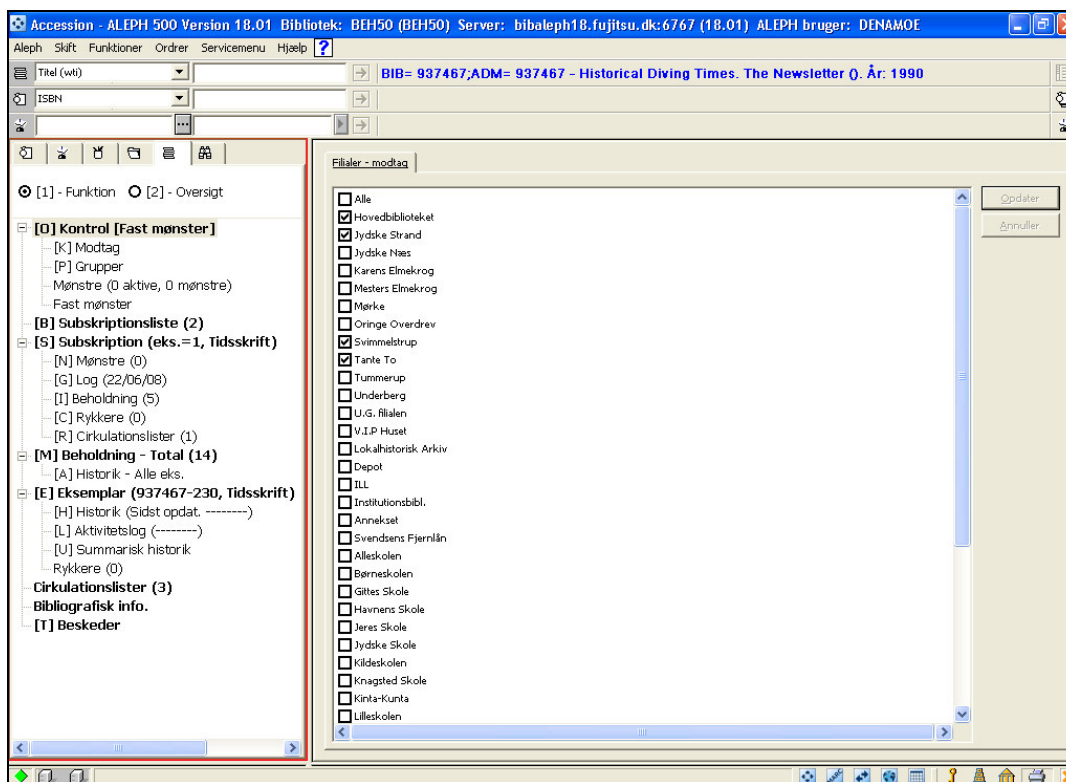 Accession - ALEPH 500 Version 18.01 Bibliotek: BEH50 (BEH50) Server: bibaleph18.fujitsu.dk:6767 (18.01) ALEPH bruger: DENAMOE
Aleph Skift Funktioner Ordrer Servicemenu Hjælp ?
Titel (wti)
BIB= 937467;ADM= 937467 - Historical Diving Times. The Newsletter (). År: 1990
ISBN
...
[1] - Funktion [2] - Oversigt
[O] Kontrol [Fast mønster]
[K] Modtag
[P] Grupper
Mønstre (0 aktive, 0 mønstre)
Fast mønster
[B] Subskriptionsliste (2)
[S] Subskription (eks.=1, Tidsskrift)
[N] Mønstre (0)
[G] Log (22/06/08)
[I] Beholdning (5)
[C] Rykkere (0)
[R] Cirkulationslister (1)
[M] Beholdning - Total (14)
[A] Historik - Alle eks.
[E] Eksemplar (937467-230, Tidsskrift)
[H] Historik (Sidst opdat. --------)
[L] Aktivitetslog (--------)
[U] Summarisk historik
Rykkere (0)
Cirkulationslister (3)
Bibliografisk info.
[T] Beskeder
Filialer - modtag
Alle
Hovedbiblioteket
Jydske Strand
Jydske Næs
Karens Elmekrog
Mesters Elmekrog
Mørke
Oringe Overdrev
Svimmelstrup
Tante To
Tummerup
Underberg
U.G. filialen
V.I.P Huset
Lokalhistorisk Arkiv
Depot
ILL
Institutionsbibl.
Annekset
Svendsens Fjernlån
Alleskolen
Børneskolen
Gittes Skole
Havnens Skole
Jeres Skole
Jydske Skole
Kildeskolen
Knagsted Skole
Kinta-Kunta
Lilleskolen
Opdater
Annuller